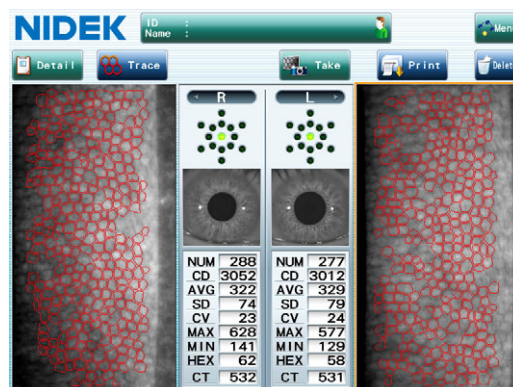 NIDEK
ID :
Name :
Menu
Detail
Trace
Take
Print
Delete
R
L
NUM 288
CD 3052
AVG 322
SD 74
CV 23
MAX 628
MIN 141
HEX 62
CT 532
NUM 277
CD 3012
AVG 329
SD 79
CV 24
MAX 577
MIN 129
HEX 58
CT 531